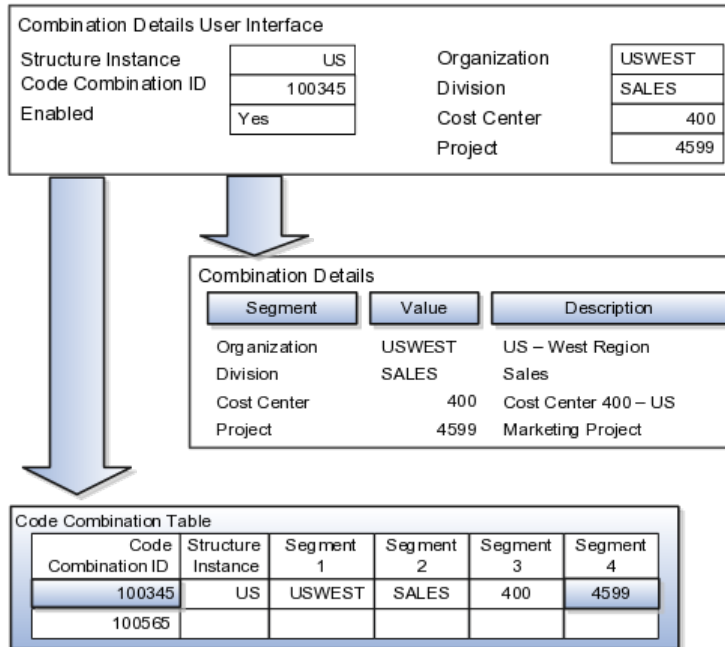 Combination Details User Interface
Structure Instance US Organization USWEST
Code Combination ID 100345 Division SALES
Enabled Yes Cost Center 400
Project 4599
Combination Details
Segment Value Description
Organization USWEST US – West Region
Division SALES Sales
Cost Center 400 Cost Center 400 – US
Project 4599 Marketing Project
Code Combination Table
Code Combination ID Structure Instance Segment 1 Segment 2 Segment 3 Segment 4
100345 US USWEST SALES 400 4599
100565